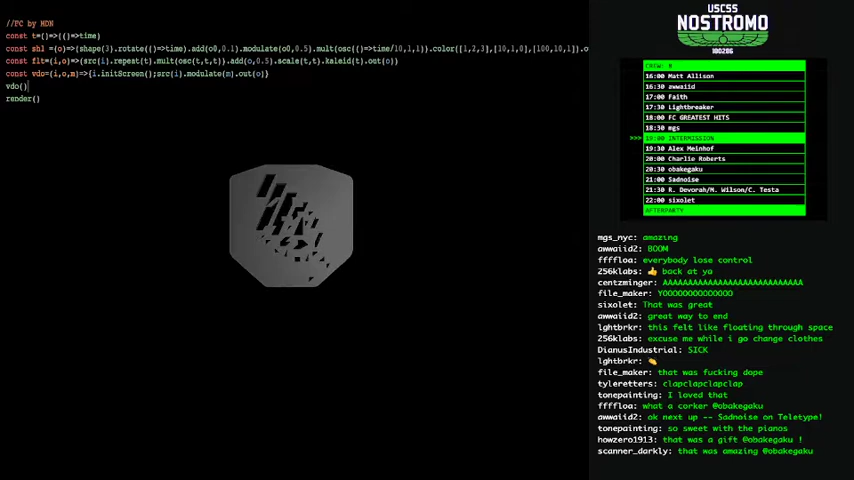 //FC by HDN
const t=()=>(()=>time)
const shl =(o)=>(shape(3).rotate(()=>time).add(o0,0.1).modulate(o0,0.5).mult(osc(()=>time/10,1,1)).color([1,2,3],[10,1,0],[100,10,1]).o
const flt=(i,o)=>(src(i).repeat(t).mult(osc(t,t,t)).add(o,0.5).scale(t,t).kaleid(t).out(o))
const vdo=(i,o,m)=>{i.initScreen();src(i).modulate(m).out(o)}
vdo()
render()
USCSS
NOSTROMO
180286
CREW: 8
16:00 Matt Allison
16:30 awwaiid
17:00 Faith
17:30 Lightbreaker
18:00 FC GREATEST HITS
18:30 mgs
>>> 19:00 INTERMISSION
19:30 Alex Meinhof
20:00 Charlie Roberts
20:30 obakegaku
21:00 Sadnoise
21:30 R. Devorah/M. Wilson/C. Testa
22:00 sixolet
AFTERPARTY
mgs_nyc: amazing
awwaiid2: BOOM
ffffloa: everybody lose control
256klabs: 👍 back at ya
centzminger: AAAAAAAAAAAAAAAAAAAAAAAAAAA
file_maker: YOOOOOOOOOOOOO
sixolet: That was great
awwaiid2: great way to end
lghtbrkr: this felt like floating through space
256klabs: excuse me while i go change clothes
DianusIndustrial: SICK
lghtbrkr: 👏
file_maker: that was fucking dope
tyleretters: clapclapclapclap
tonepainting: I loved that
ffffloa: what a corker @obakegaku
awwaiid2: ok next up -- Sadnoise on Teletype!
tonepainting: so sweet with the pianos
howzero1913: that was a gift @obakegaku !
scanner_darkly: that was amazing @obakegaku